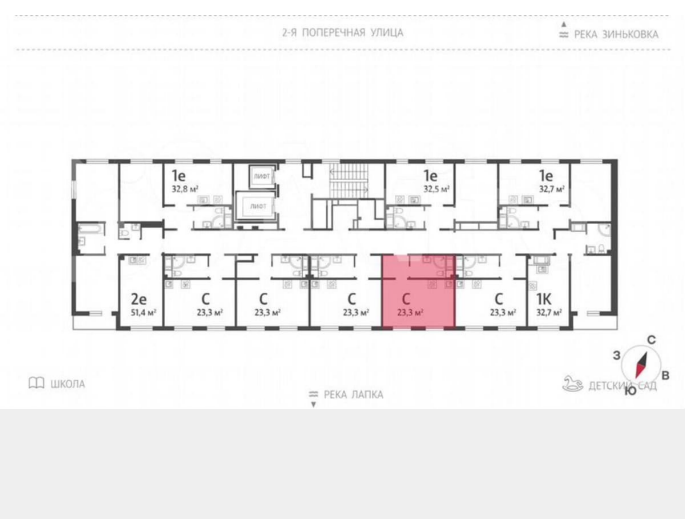 2-Я ПОПЕРЕЧНАЯ УЛИЦА
РЕКА ЗИНЬКОВКА
1е
32,8 м²
ЛИФТ
ЛИФТ
1е
32,5 м²
1е
32,7 м²
2е
51,4 м²
С
23,3 м²
С
23,3 м²
С
23,3 м²
С
23,3 м²
С
23,3 м²
1К
32,7 м²
С
З
В
Ю
ШКОЛА
РЕКА ЛАПКА
ДЕТСКИЙ САД